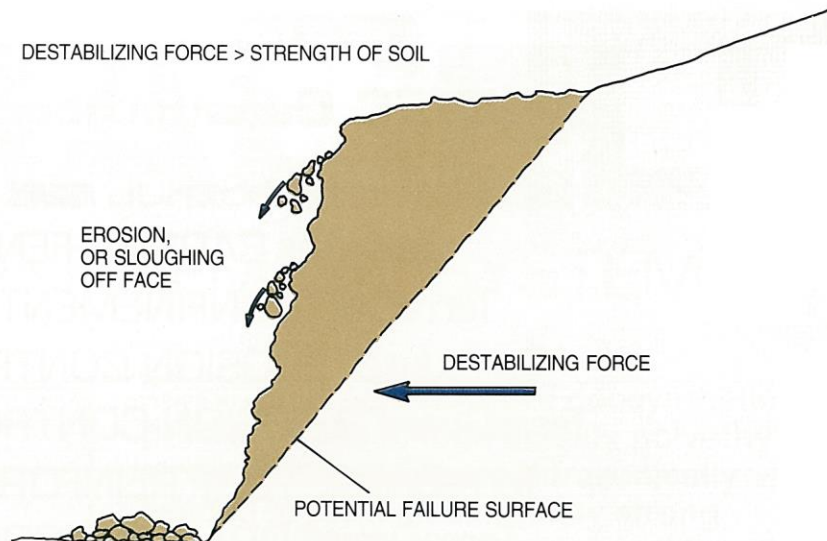 DESTABILIZING FORCE > STRENGTH OF SOIL
EROSION,
OR SLOUGHING
OFF FACE
DESTABILIZING FORCE
POTENTIAL FAILURE SURFACE